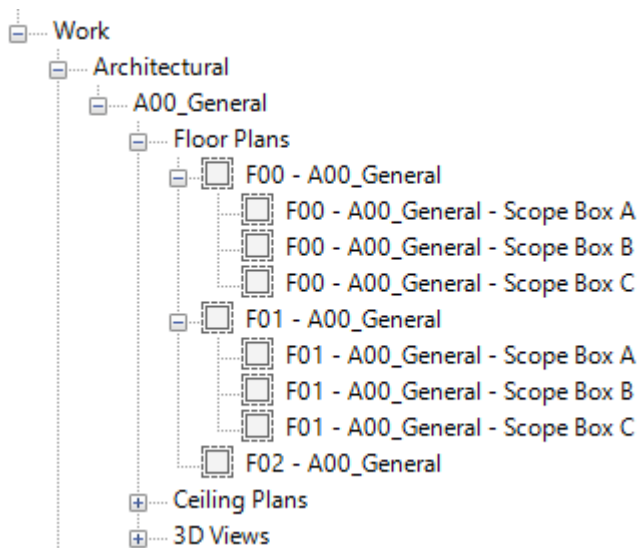 Work
Architectural
A00_General
Floor Plans
F00 - A00_General
F00 - A00_General - Scope Box A
F00 - A00_General - Scope Box B
F00 - A00_General - Scope Box C
F01 - A00_General
F01 - A00_General - Scope Box A
F01 - A00_General - Scope Box B
F01 - A00_General - Scope Box C
F02 - A00_General
Ceiling Plans
3D Views